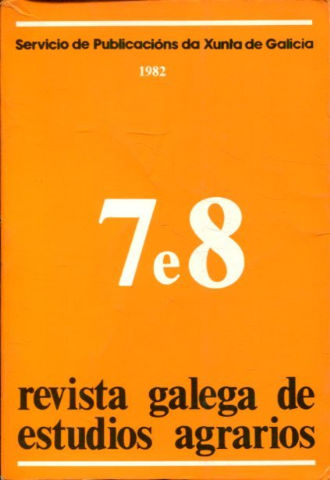 Servicio de Publicacións da Xunta de Galicia
1982
7e8
revista galega de
estudios agrarios